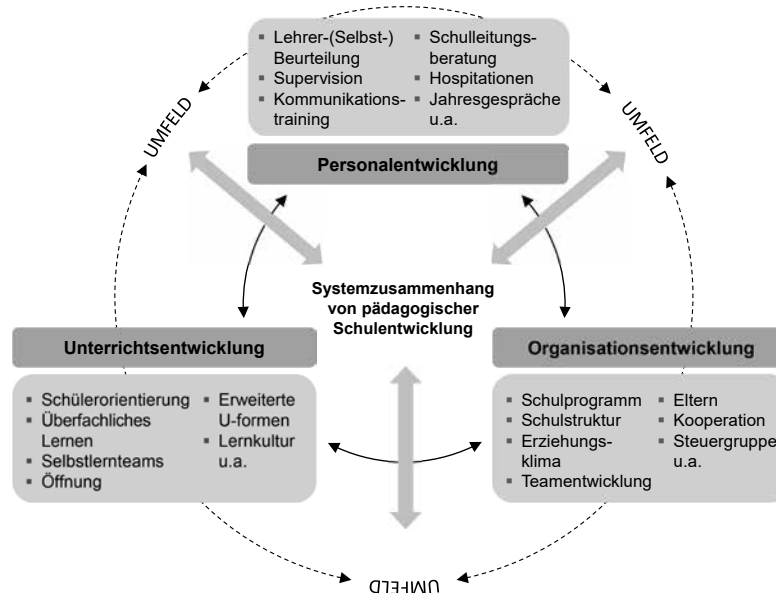 ▪ Lehrer-(Selbst-)
Beurteilung
▪ Supervision
▪ Kommunikations-
training
▪ Schulleitungs-
beratung
▪ Hospitationen
▪ Jahresgespräche
u.a.
UMFELD
UMFELD
Personalentwicklung
Systemzusammenhang
von pädagogischer
Schulentwicklung
Unterrichtsentwicklung
▪ Schülerorientierung
▪ Überfachliches
Lernen
▪ Selbstlernteams
▪ Öffnung
▪ Erweiterte
U-formen
▪ Lernkultur
u.a.
Organisationsentwicklung
▪ Schulprogramm
▪ Schulstruktur
▪ Erziehungs-
klima
▪ Teamentwicklung
▪ Eltern
▪ Kooperation
▪ Steuergruppe
u.a.
UMFELD